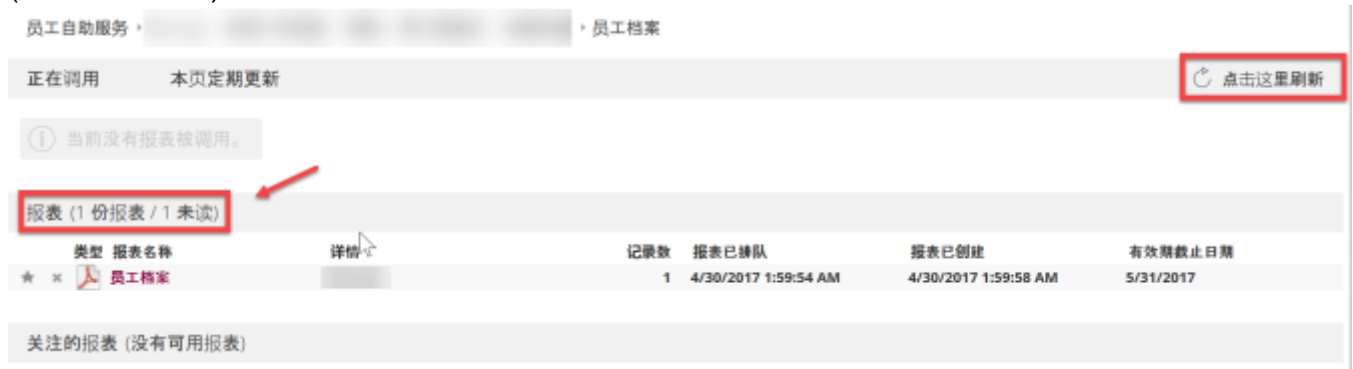 员工自助服务 › › 员工档案
正在调用 本页定期更新 点击这里刷新
当前没有报表被调用。
报表 (1 份报表 / 1 未读)
类型 报表名称 详情 记录数 报表已排队 报表已创建 有效期截止日期
员工档案 1 4/30/2017 1:59:54 AM 4/30/2017 1:59:58 AM 5/31/2017
关注的报表 (没有可用报表)